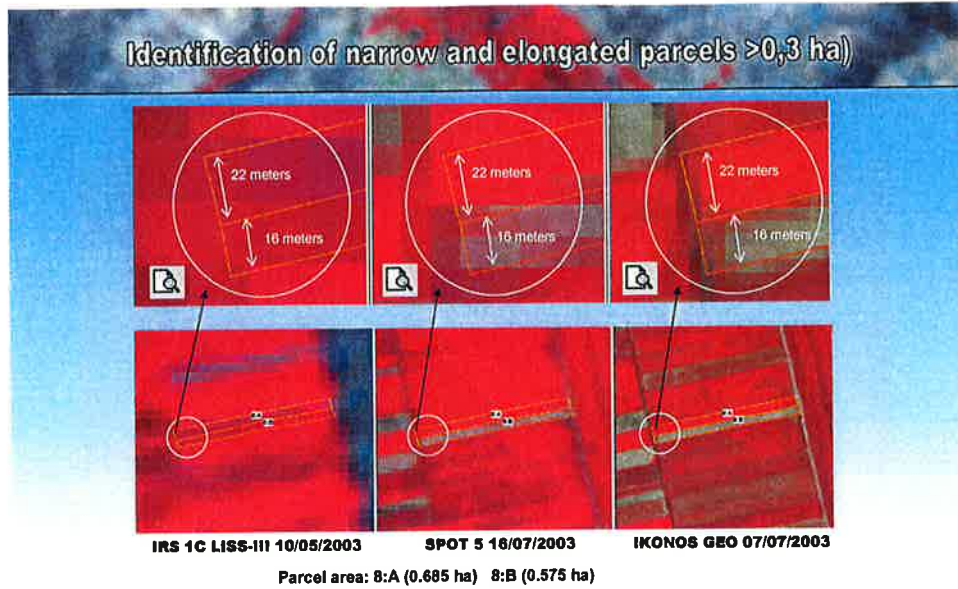 Identification of narrow and elongated parcels >0,3 ha)
22 meters
16 meters
22 meters
16 meters
22 meters
16 meters
IRS 1C LISS-III 10/05/2003
SPOT 5 16/07/2003
IKONOS GEO 07/07/2003
Parcel area: 8:A (0.685 ha) 8:B (0.575 ha)